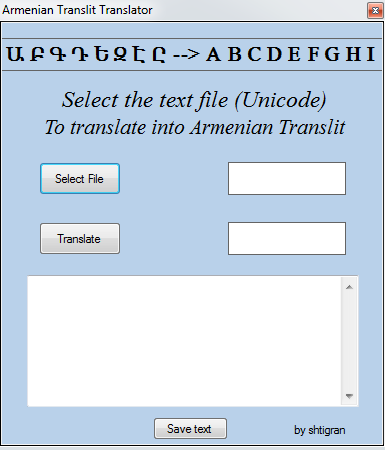 Armenian Translit Translator
Ա Բ Գ Դ Ե Զ Է Ը --> A B C D E F G H I
Select the text file (Unicode)
To translate into Armenian Translit
Select File
Translate
Save text
by shtigran